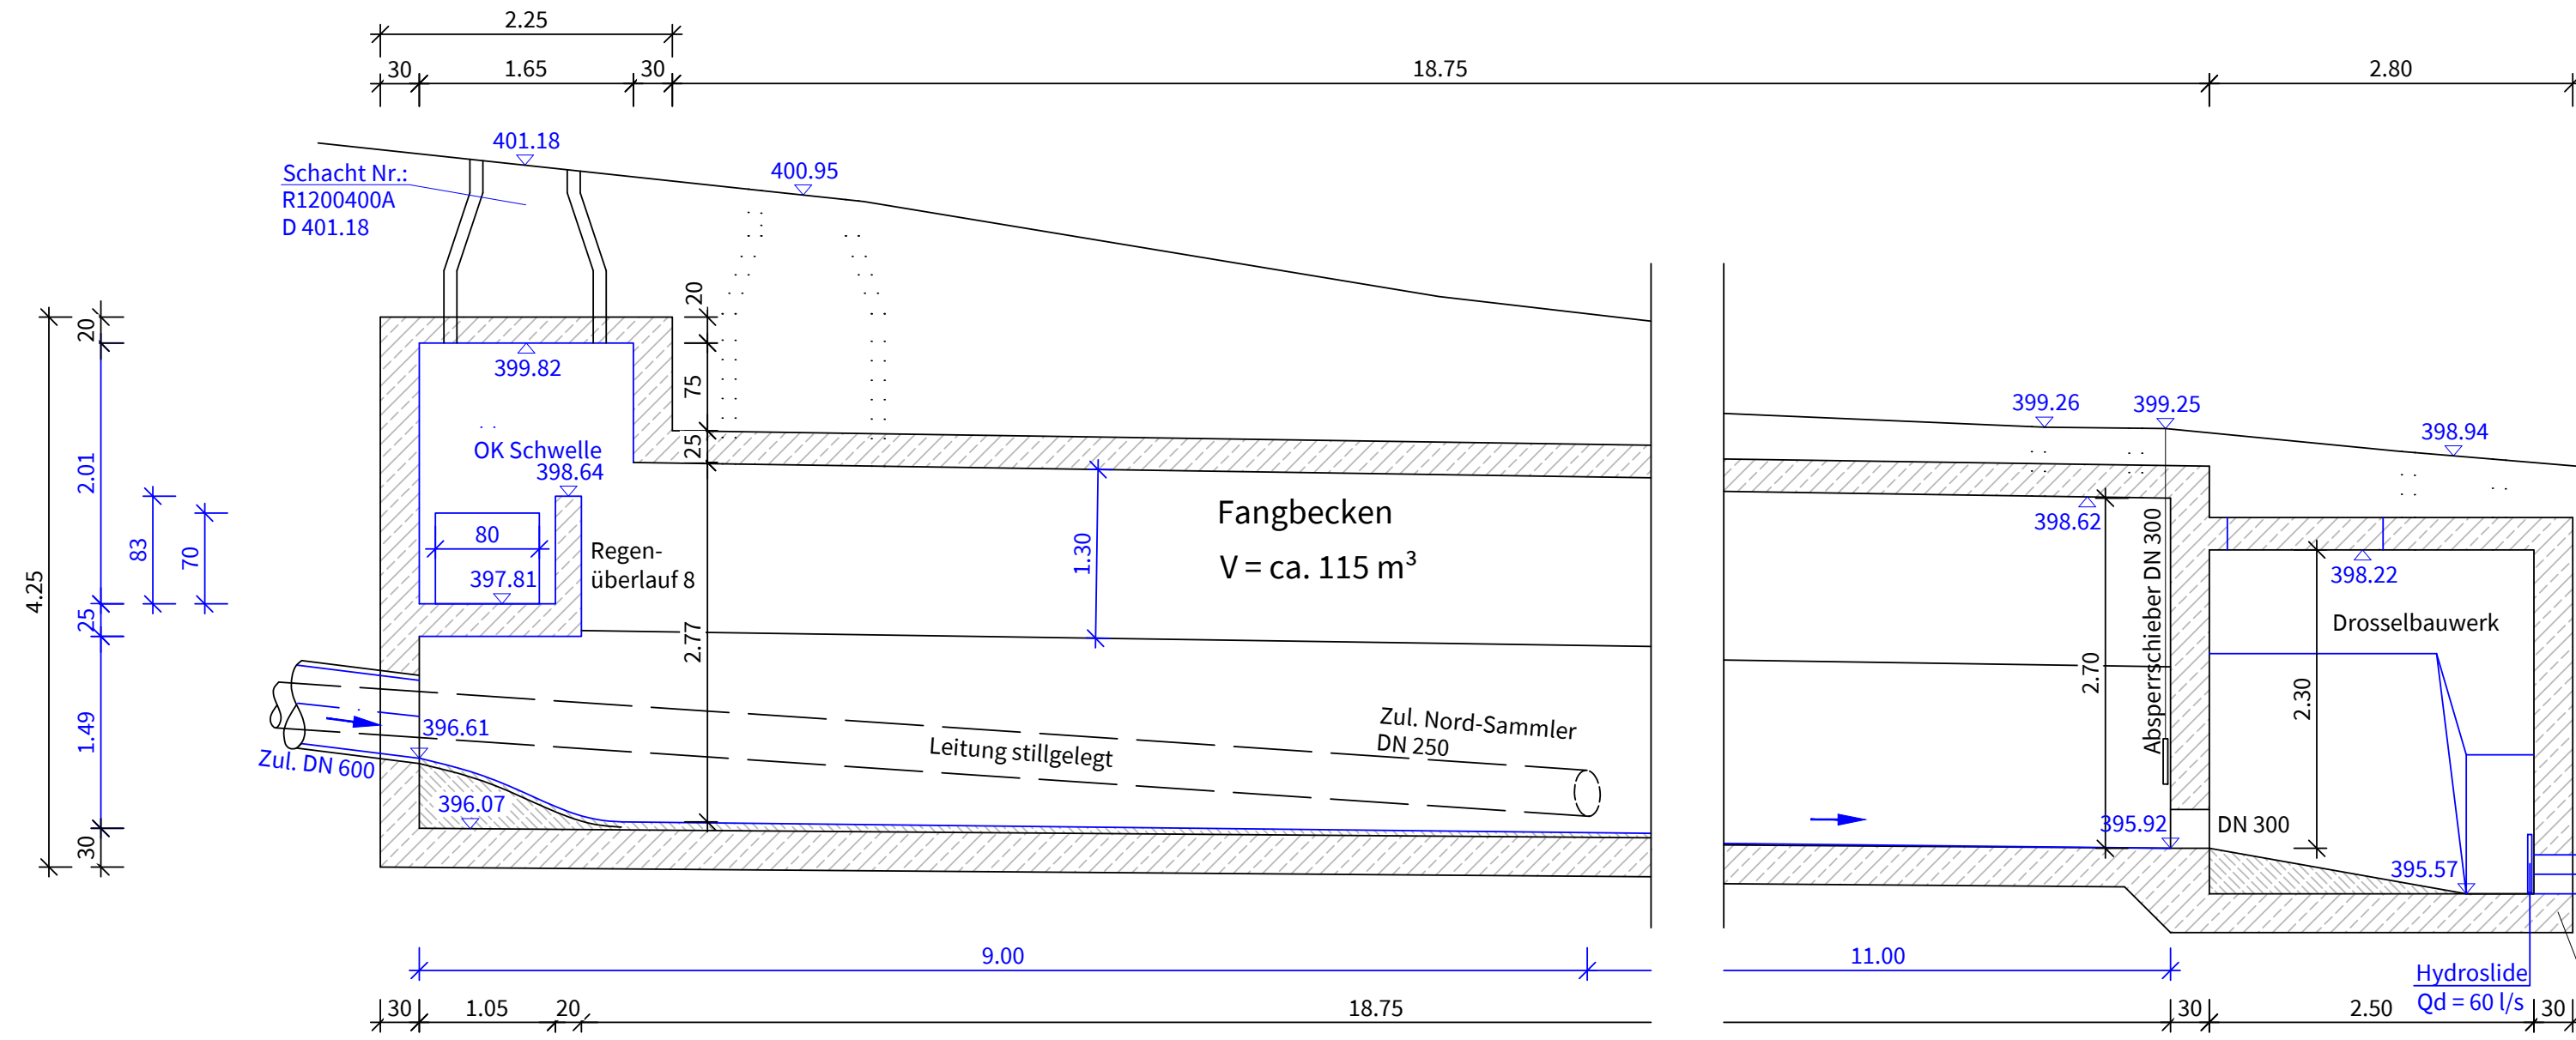 2.25
30
1.65
30
18.75
2.80
401.18
400.95
Schacht Nr.:
R1200400A
D 401.18
20
20
399.82
75
25
399.26
399.25
398.94
OK Schwelle
398.64
2.01
83
70
80
397.81
Regen-
überlauf 8
1.30
Fangbecken
V = ca. 115 m³
398.62
Absperrschieber DN 300
398.22
Drosselbauwerk
4.25
25
2.77
2.70
2.30
1.49
396.61
Zul. DN 600
Leitung stillgelegt
Zul. Nord-Sammler
DN 250
396.07
30
395.92
DN 300
395.57
9.00
11.00
Hydroslide
Qd = 60 l/s
30
1.05
20
18.75
30
2.50
30